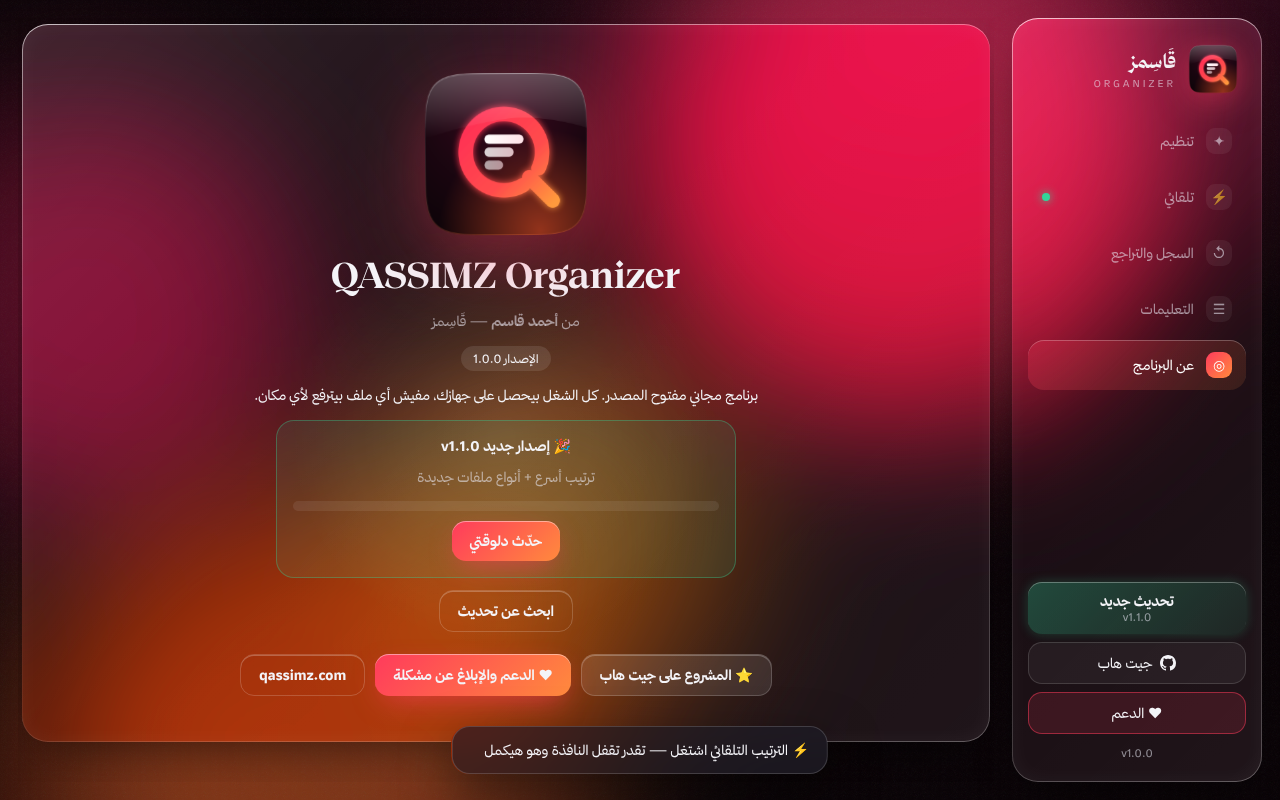 قَاسِمز
ORGANIZER
تنظيم
تلقائي
السجل والتراجع
التعليمات
عن البرنامج
تحديث جديد
v1.1.0
جيت هاب
الدعم
v1.0.0
QASSIMZ Organizer
من أحمد قاسم — قَاسِمز
الإصدار 1.0.0
برنامج مجاني مفتوح المصدر. كل الشغل بيحصل على جهازك، مفيش أي ملف بيترفع لأي مكان.
🎉 إصدار جديد v1.1.0
ترتيب أسرع + أنواع ملفات جديدة
حدّث دلوقتي
ابحث عن تحديث
⭐ المشروع على جيت هاب
♥ الدعم والإبلاغ عن مشكلة
qassimz.com
⚡ الترتيب التلقائي اشتغل — تقدر تقفل النافذة وهو هيكمل